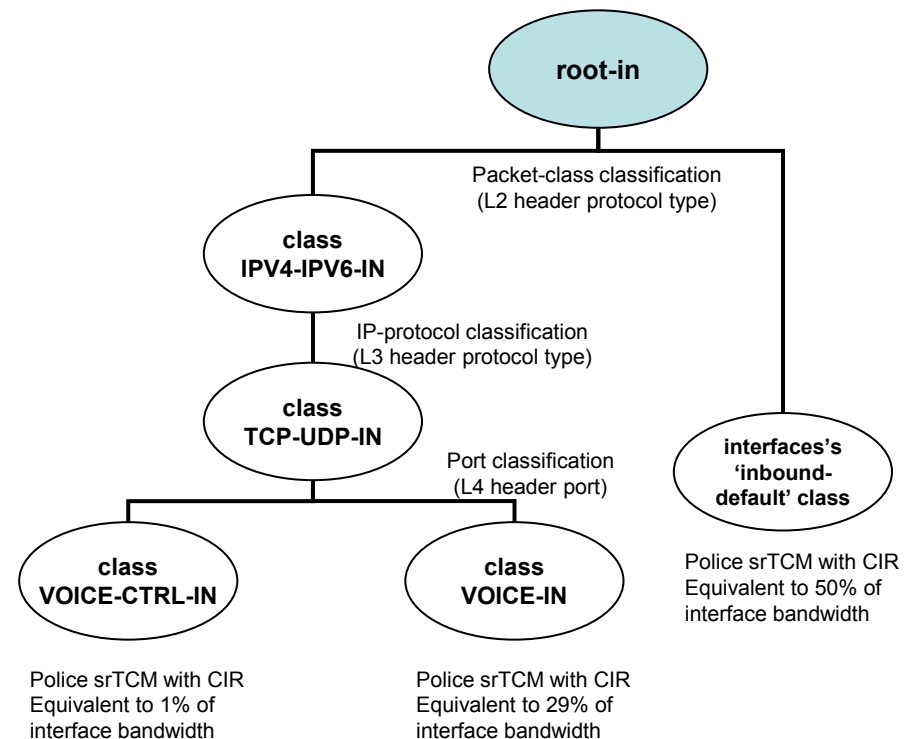 root-in
Packet-class classification
(L2 header protocol type)
class
IPV4-IPV6-IN
IP-protocol classification
(L3 header protocol type)
class
TCP-UDP-IN
Port classification
(L4 header port)
interfaces's
'inbound-
default' class
class
VOICE-CTRL-IN
class
VOICE-IN
Police srTCM with CIR
Equivalent to 50% of
interface bandwidth
Police srTCM with CIR
Equivalent to 1% of
interface bandwidth
Police srTCM with CIR
Equivalent to 29% of
interface bandwidth